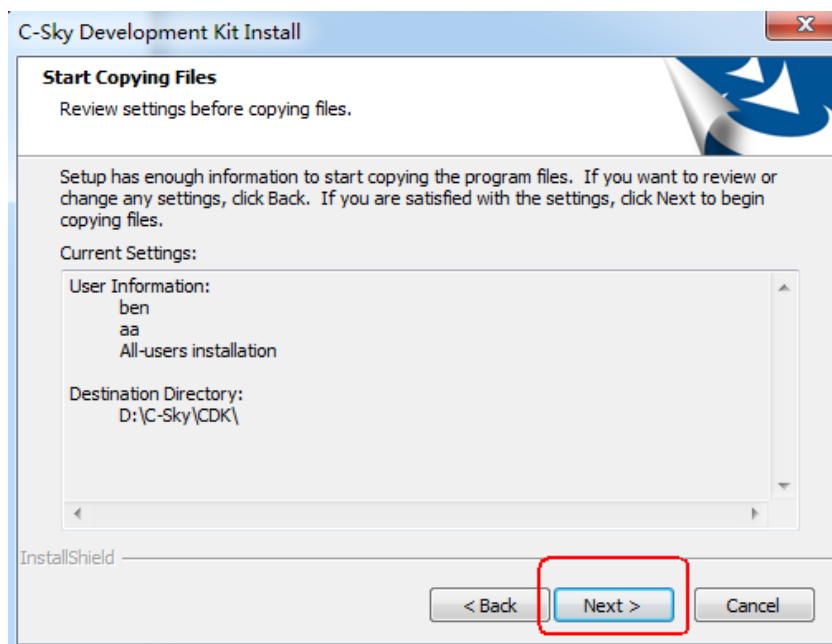 C-Sky Development Kit Install
Start Copying Files
Review settings before copying files.
Setup has enough information to start copying the program files.  If you want to review or
change any settings, click Back.  If you are satisfied with the settings, click Next to begin
copying files.
Current Settings:
User Information:
ben
aa
All-users installation
Destination Directory:
D:\C-Sky\CDK\
InstallShield
< Back
Next >
Cancel